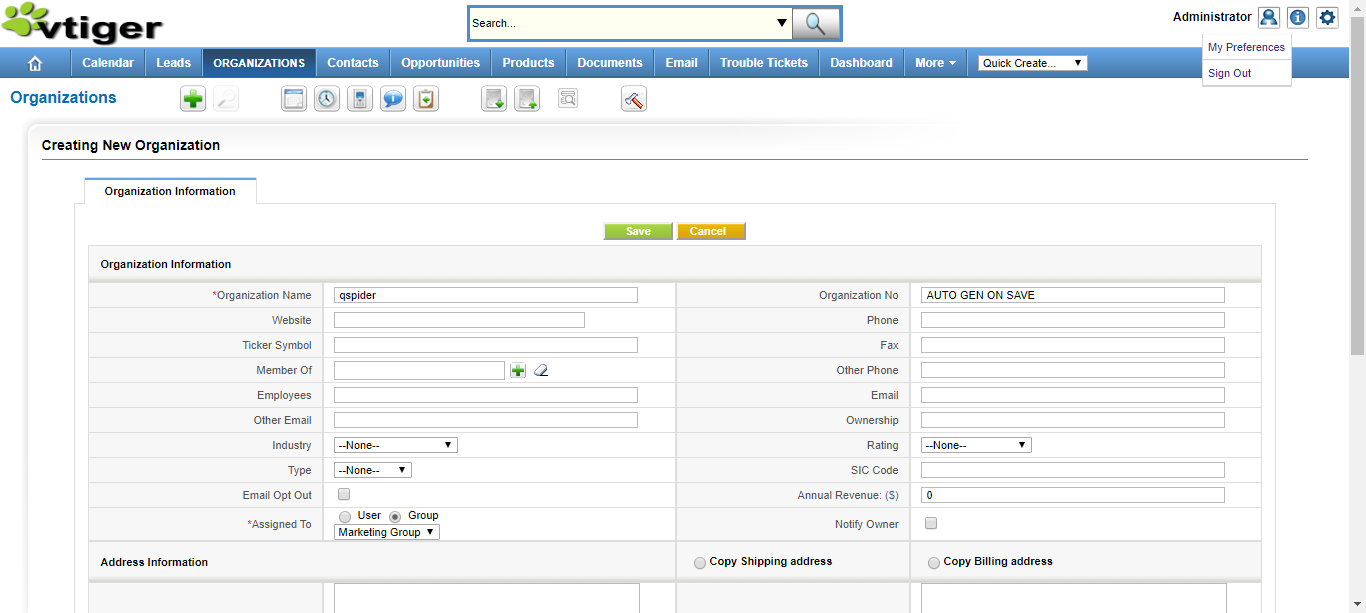 vtiger
Search...
Administrator
My Preferences
Sign Out
Calendar Leads ORGANIZATIONS Contacts Opportunities Products Documents Email Trouble Tickets Dashboard More Quick Create...
Organizations
Creating New Organization
Organization Information
Save Cancel
Organization Information
*Organization Name qspider Organization No AUTO GEN ON SAVE
Website Phone
Ticker Symbol Fax
Member Of Other Phone
Employees Email
Other Email Ownership
Industry --None-- Rating --None--
Type --None-- SIC Code
Email Opt Out Annual Revenue: ($) 0
*Assigned To User Group Notify Owner
Marketing Group
Address Information Copy Shipping address Copy Billing address